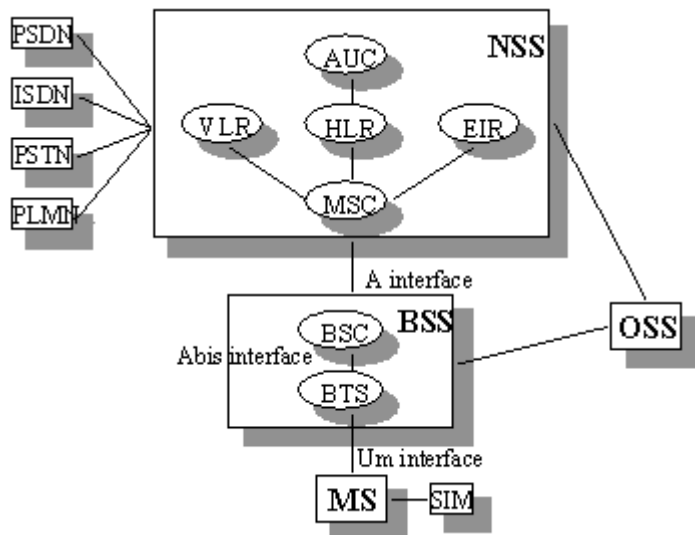 PSDN
ISDN
PSTN
PLMN
NSS
AUC
VLR
HLR
EIR
MSC
A interface
BSS
BSC
Abis interface
BTS
OSS
Um interface
MS
SIM